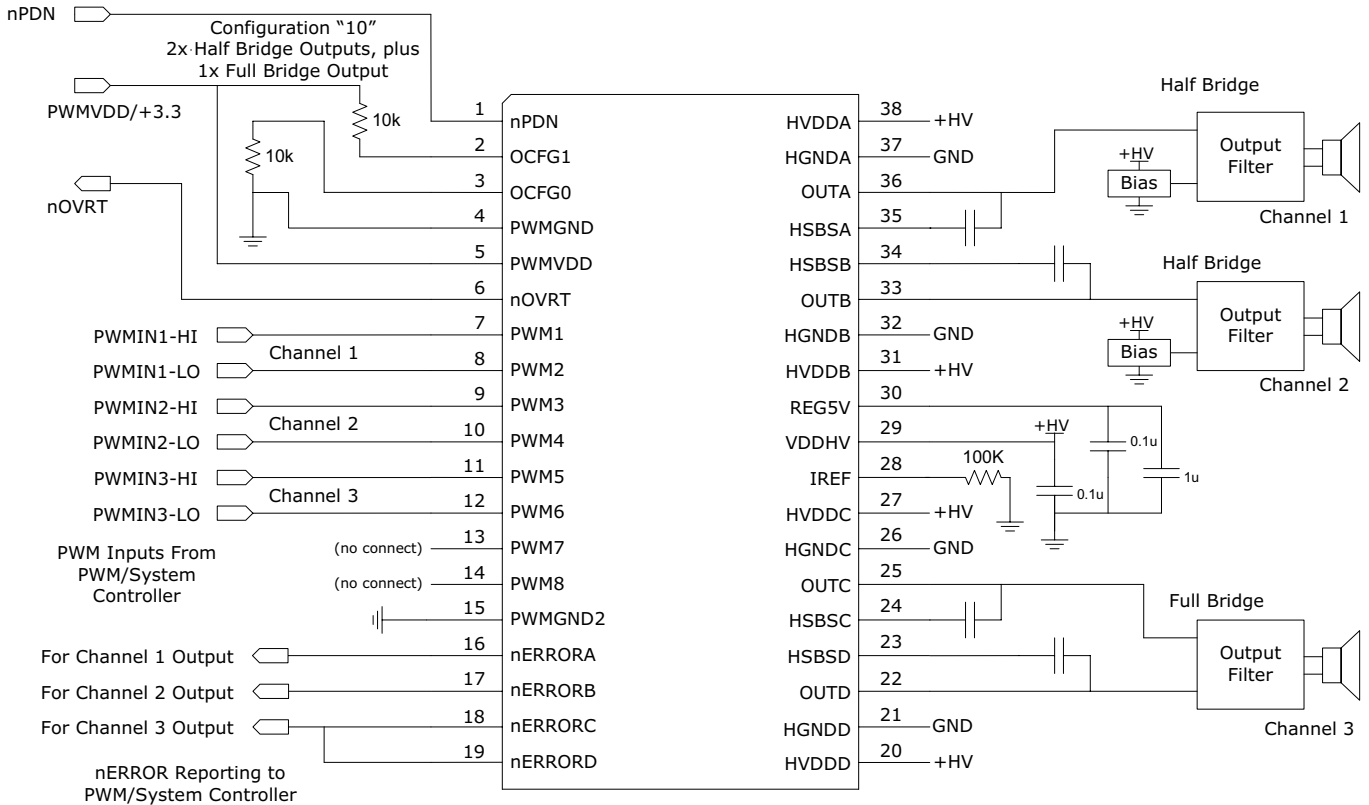 nPDN
Configuration “10”
2x Half Bridge Outputs, plus
1x Full Bridge Output
PWMVDD/+3.3
10k
10k
nOVRT
1
nPDN
2
OCFG1
3
OCFG0
4
PWMGND
5
PWMVDD
6
nOVRT
PWMIN1-HI
7
PWM1
Channel 1
PWMIN1-LO
8
PWM2
PWMIN2-HI
9
PWM3
Channel 2
PWMIN2-LO
10
PWM4
PWMIN3-HI
11
PWM5
Channel 3
PWMIN3-LO
12
PWM6
PWM Inputs From
PWM/System
Controller
(no connect)
13
PWM7
(no connect)
14
PWM8
15
PWMGND2
For Channel 1 Output
16
nERRORA
For Channel 2 Output
17
nERRORB
For Channel 3 Output
18
nERRORC
19
nERRORD
nERROR Reporting to
PWM/System Controller
HVDDA
38
+HV
HGNDA
37
GND
OUTA
36
HSBSA
35
HSBSB
34
OUTB
33
HGNDB
32
GND
HVDDB
31
+HV
REG5V
30
VDDHV
29
+HV
IREF
28
100K
0.1u
0.1u
1u
HVDDC
27
+HV
HGNDC
26
GND
OUTC
25
HSBSC
24
HSBSD
23
OUTD
22
HGNDD
21
GND
HVDDD
20
+HV
Half Bridge
Output
Filter
+HV
Bias
Channel 1
Half Bridge
Output
Filter
+HV
Bias
Channel 2
Full Bridge
Output
Filter
Channel 3